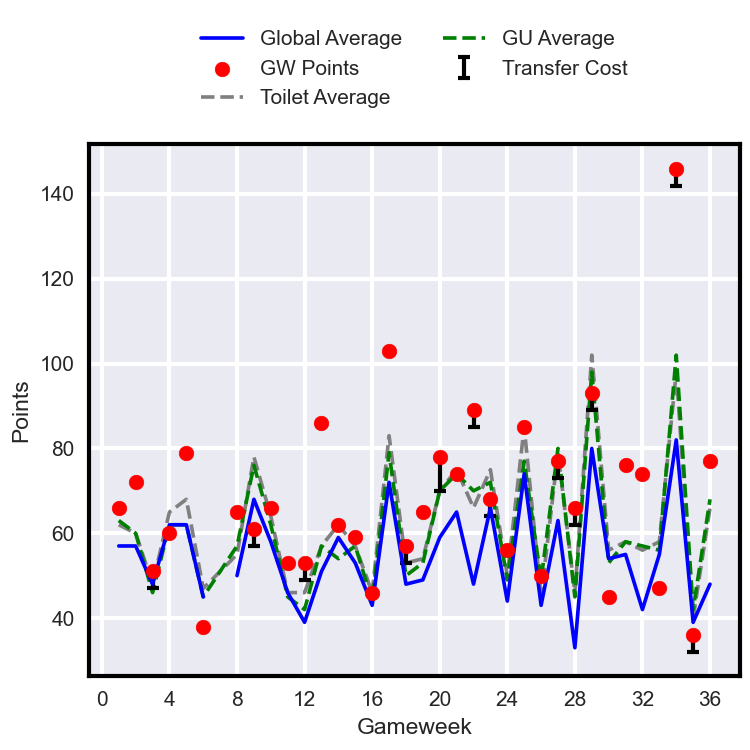 Global Average
GW Points
Toilet Average
GU Average
Transfer Cost
140
120
100
80
60
40
Points
0 4 8 12 16 20 24 28 32 36
Gameweek